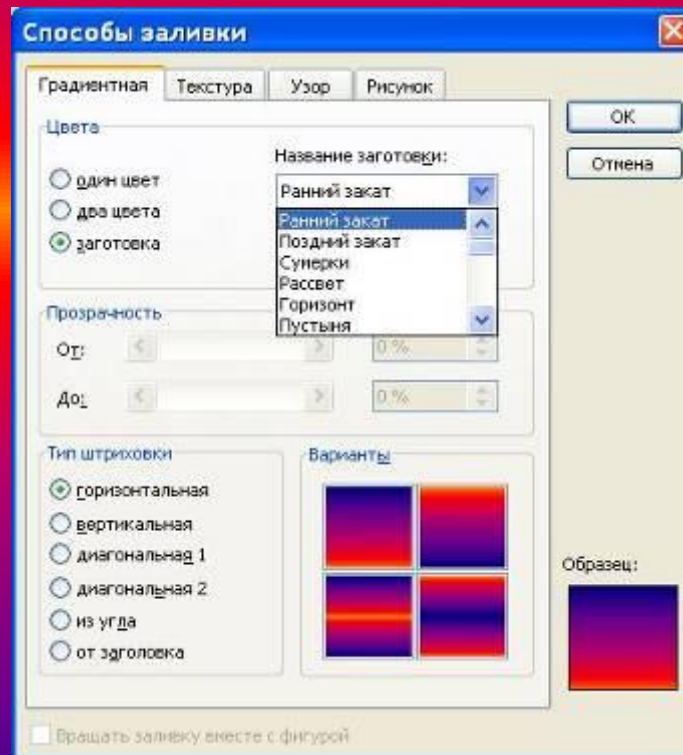 Способы заливки
Градиентная Текстура Узор Рисунок
Цвета
один цвет
два цвета
заготовка
Название заготовки:
Ранний закат
Ранний закат
Поздний закат
Сумерки
Рассвет
Горизонт
Пустыня
ОК
Отмена
Прозрачность
От: 0 %
До: 0 %
Тип штриховки
горизонтальная
вертикальная
диагональная 1
диагональная 2
из угла
от заголовка
Варианты
Образец:
Вращать заливку вместе с фигурой